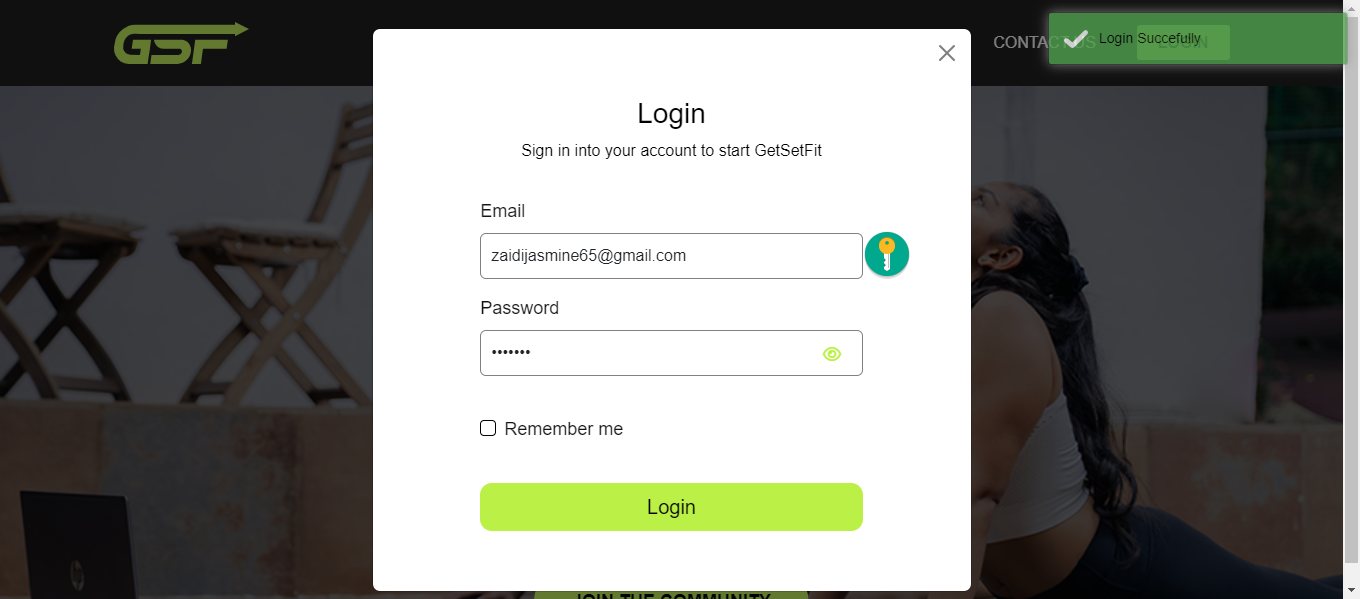 GSF
CONTACT US
LOGIN
Login Succefully
Login
Sign in into your account to start GetSetFit
Email
zaidijasmine65@gmail.com
Password
•••••••
Remember me
Login
JOIN THE COMMUNITY